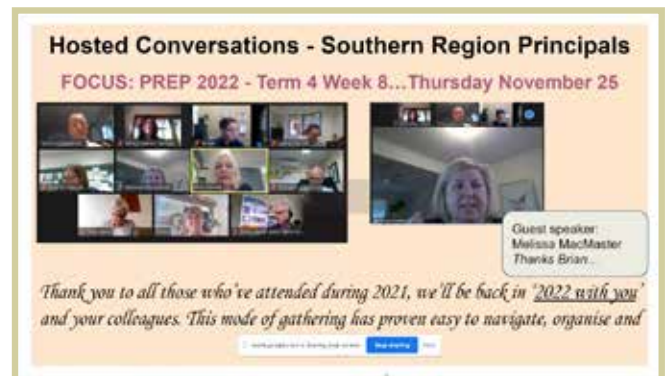 Hosted Conversations - Southern Region Principals
FOCUS: PREP 2022 - Term 4 Week 8...Thursday November 25
Guest speaker:
Melissa MacMaster
Thanks Brian...
Thank you to all those who've attended during 2021, we'll be back in '2022 with you'
and your colleagues. This mode of gathering has proven easy to navigate, organise and
Stop sharing
Hide